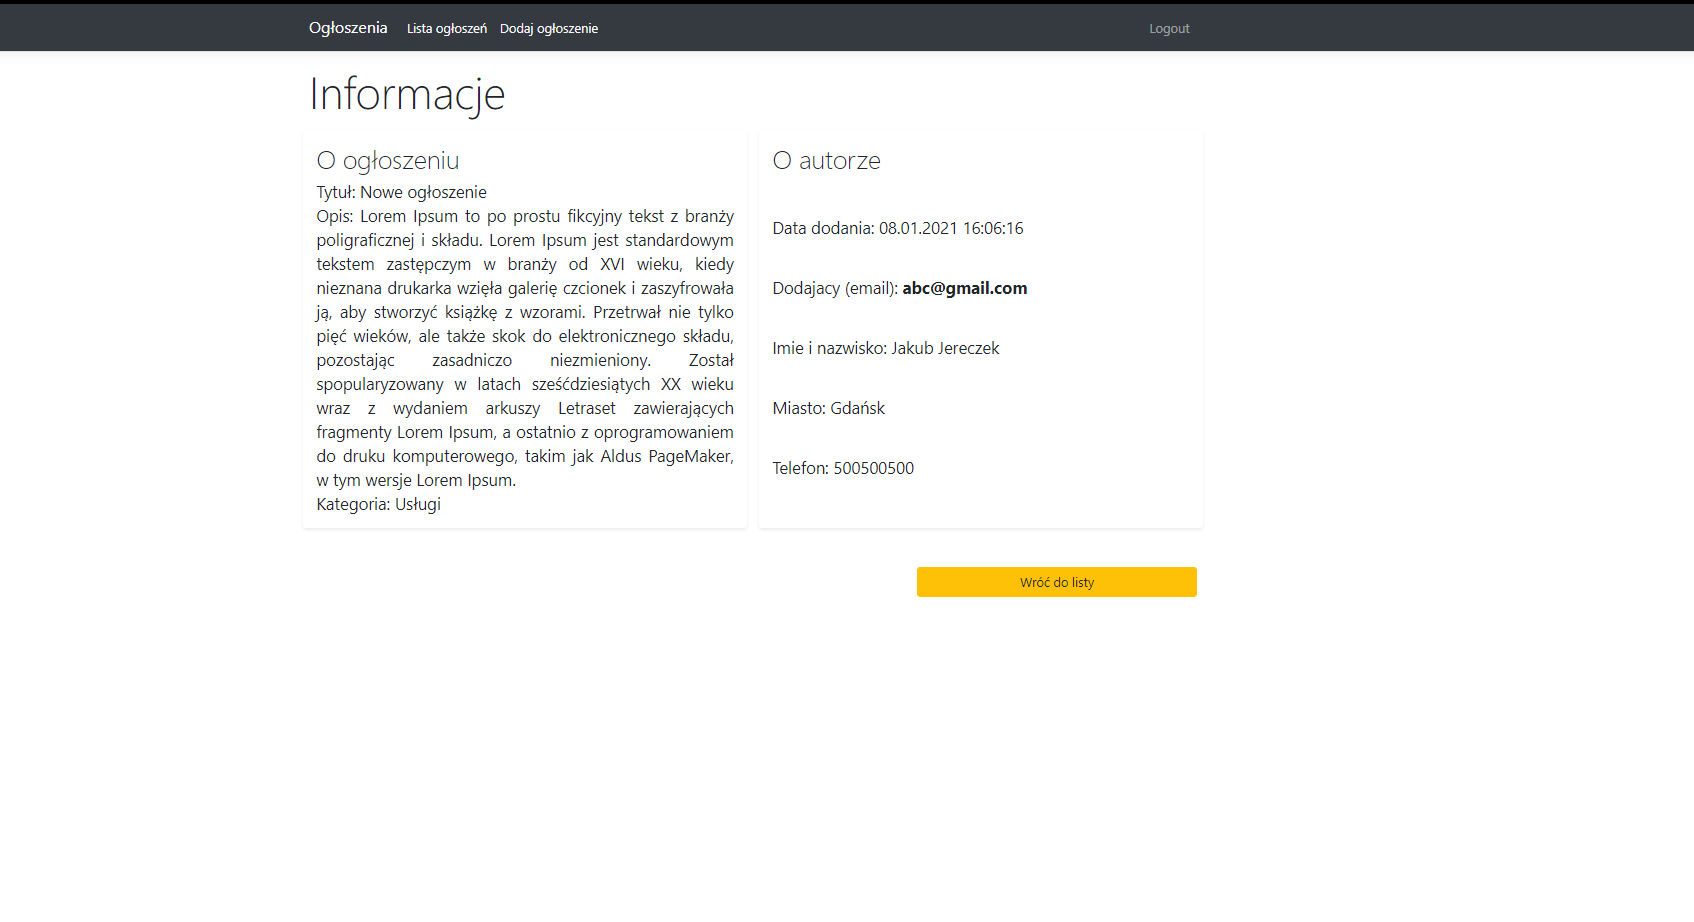 Ogłoszenia Lista ogłoszeń Dodaj ogłoszenie Logout
Informacje
O ogłoszeniu
Tytuł: Nowe ogłoszenie
Opis: Lorem Ipsum to po prostu fikcyjny tekst z branży
poligraficznej i składu. Lorem Ipsum jest standardowym
tekstem zastępczym w branży od XVI wieku, kiedy
nieznana drukarka wzięła galerię czcionek i zaszyfrowała
ją, aby stworzyć książkę z wzorami. Przetrwał nie tylko
pięć wieków, ale także skok do elektronicznego składu,
pozostając zasadniczo niezmieniony. Został
spopularyzowany w latach sześćdziesiątych XX wieku
wraz z wydaniem arkuszy Letraset zawierających
fragmenty Lorem Ipsum, a ostatnio z oprogramowaniem
do druku komputerowego, takim jak Aldus PageMaker,
w tym wersje Lorem Ipsum.
Kategoria: Usługi
O autorze
Data dodania: 08.01.2021 16:06:16
Dodajacy (email): abc@gmail.com
Imie i nazwisko: Jakub Jereczek
Miasto: Gdańsk
Telefon: 500500500
Wróć do listy